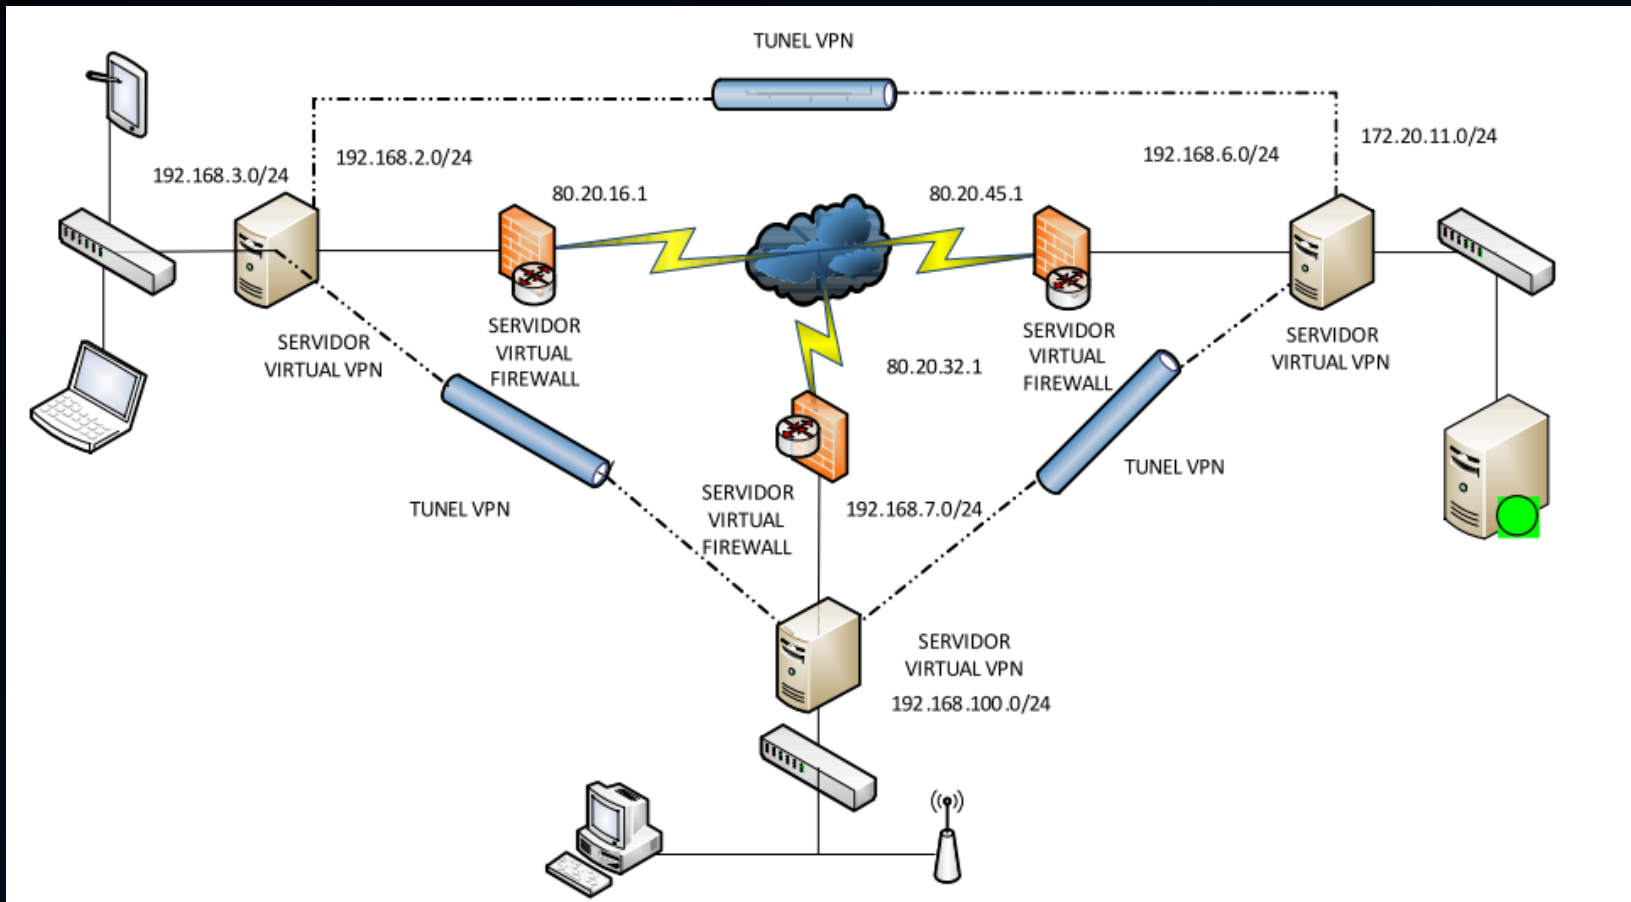 TUNEL VPN
172.20.11.0/24
192.168.2.0/24
192.168.6.0/24
192.168.3.0/24
80.20.16.1
80.20.45.1
SERVIDOR
VIRTUAL
FIREWALL
SERVIDOR
VIRTUAL
FIREWALL
SERVIDOR
VIRTUAL VPN
SERVIDOR
VIRTUAL VPN
80.20.32.1
TUNEL VPN
TUNEL VPN
SERVIDOR
VIRTUAL
FIREWALL
192.168.7.0/24
SERVIDOR
VIRTUAL VPN
192.168.100.0/24